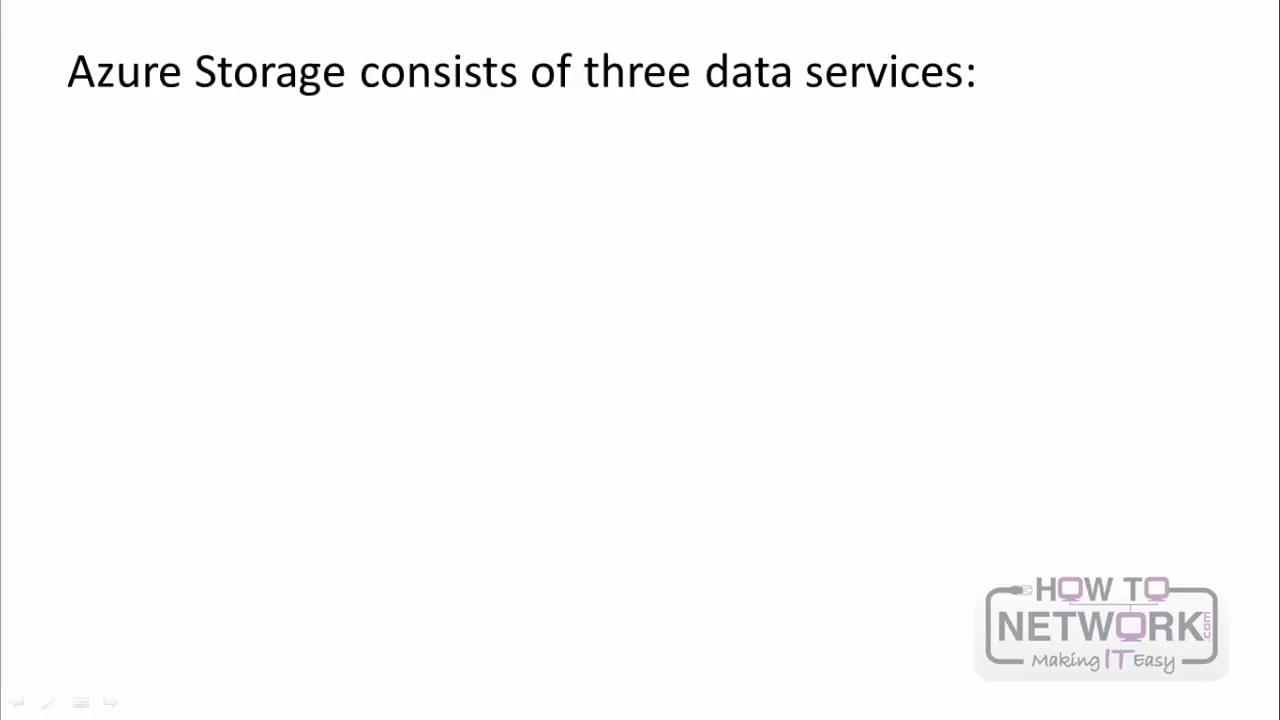 Azure Storage consists of three data services:
HOW TO
NETWORK.com
Making IT Easy